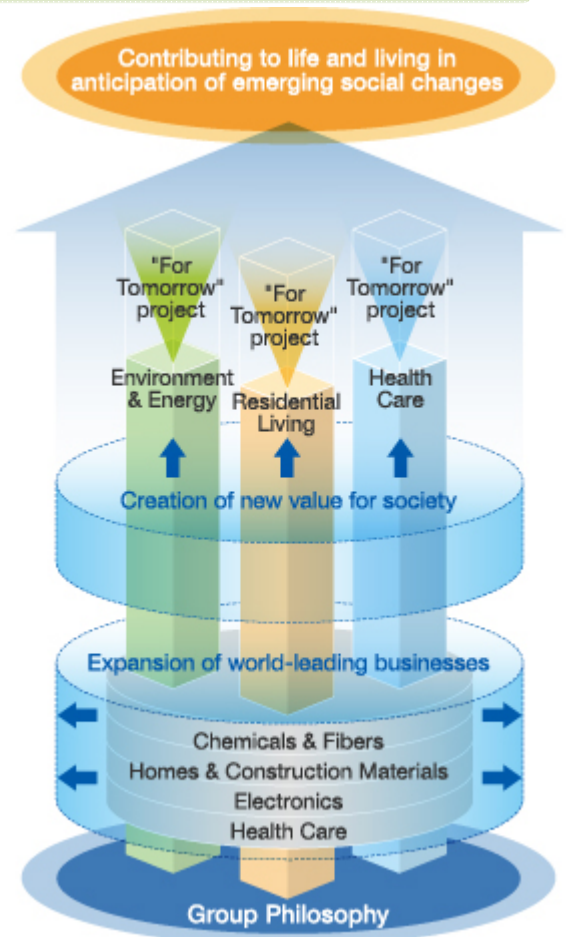 Contributing to life and living in
anticipation of emerging social changes
"For
Tomorrow"
project
"For
Tomorrow"
project
"For
Tomorrow"
project
Environment
& Energy
Residential
Living
Health
Care
Creation of new value for society
Expansion of world-leading businesses
Chemicals & Fibers
Homes & Construction Materials
Electronics
Health Care
Group Philosophy